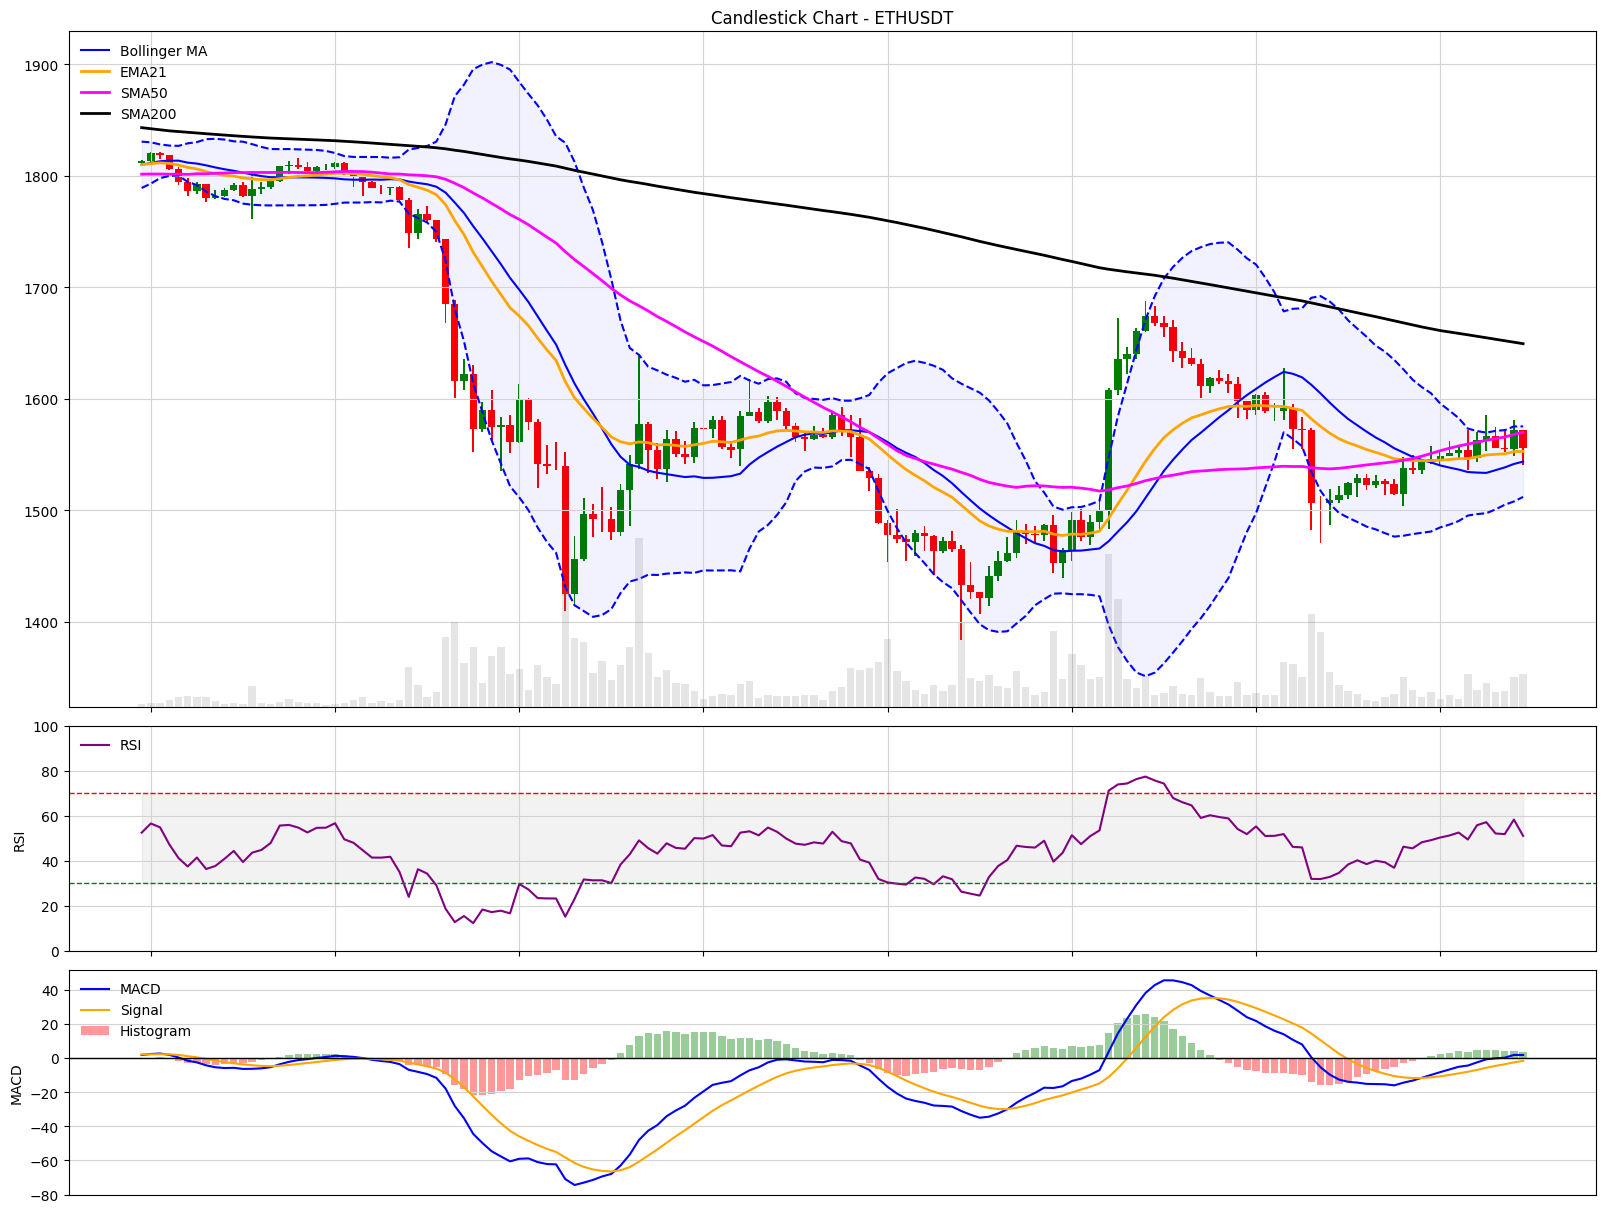 Candlestick Chart - ETHUSDT
Bollinger MA
EMA21
SMA50
SMA200
1900
1800
1700
1600
1500
1400
RSI
100
80
60
40
20
0
RSI
MACD
Signal
Histogram
40
20
0
−20
−40
−60
−80
MACD